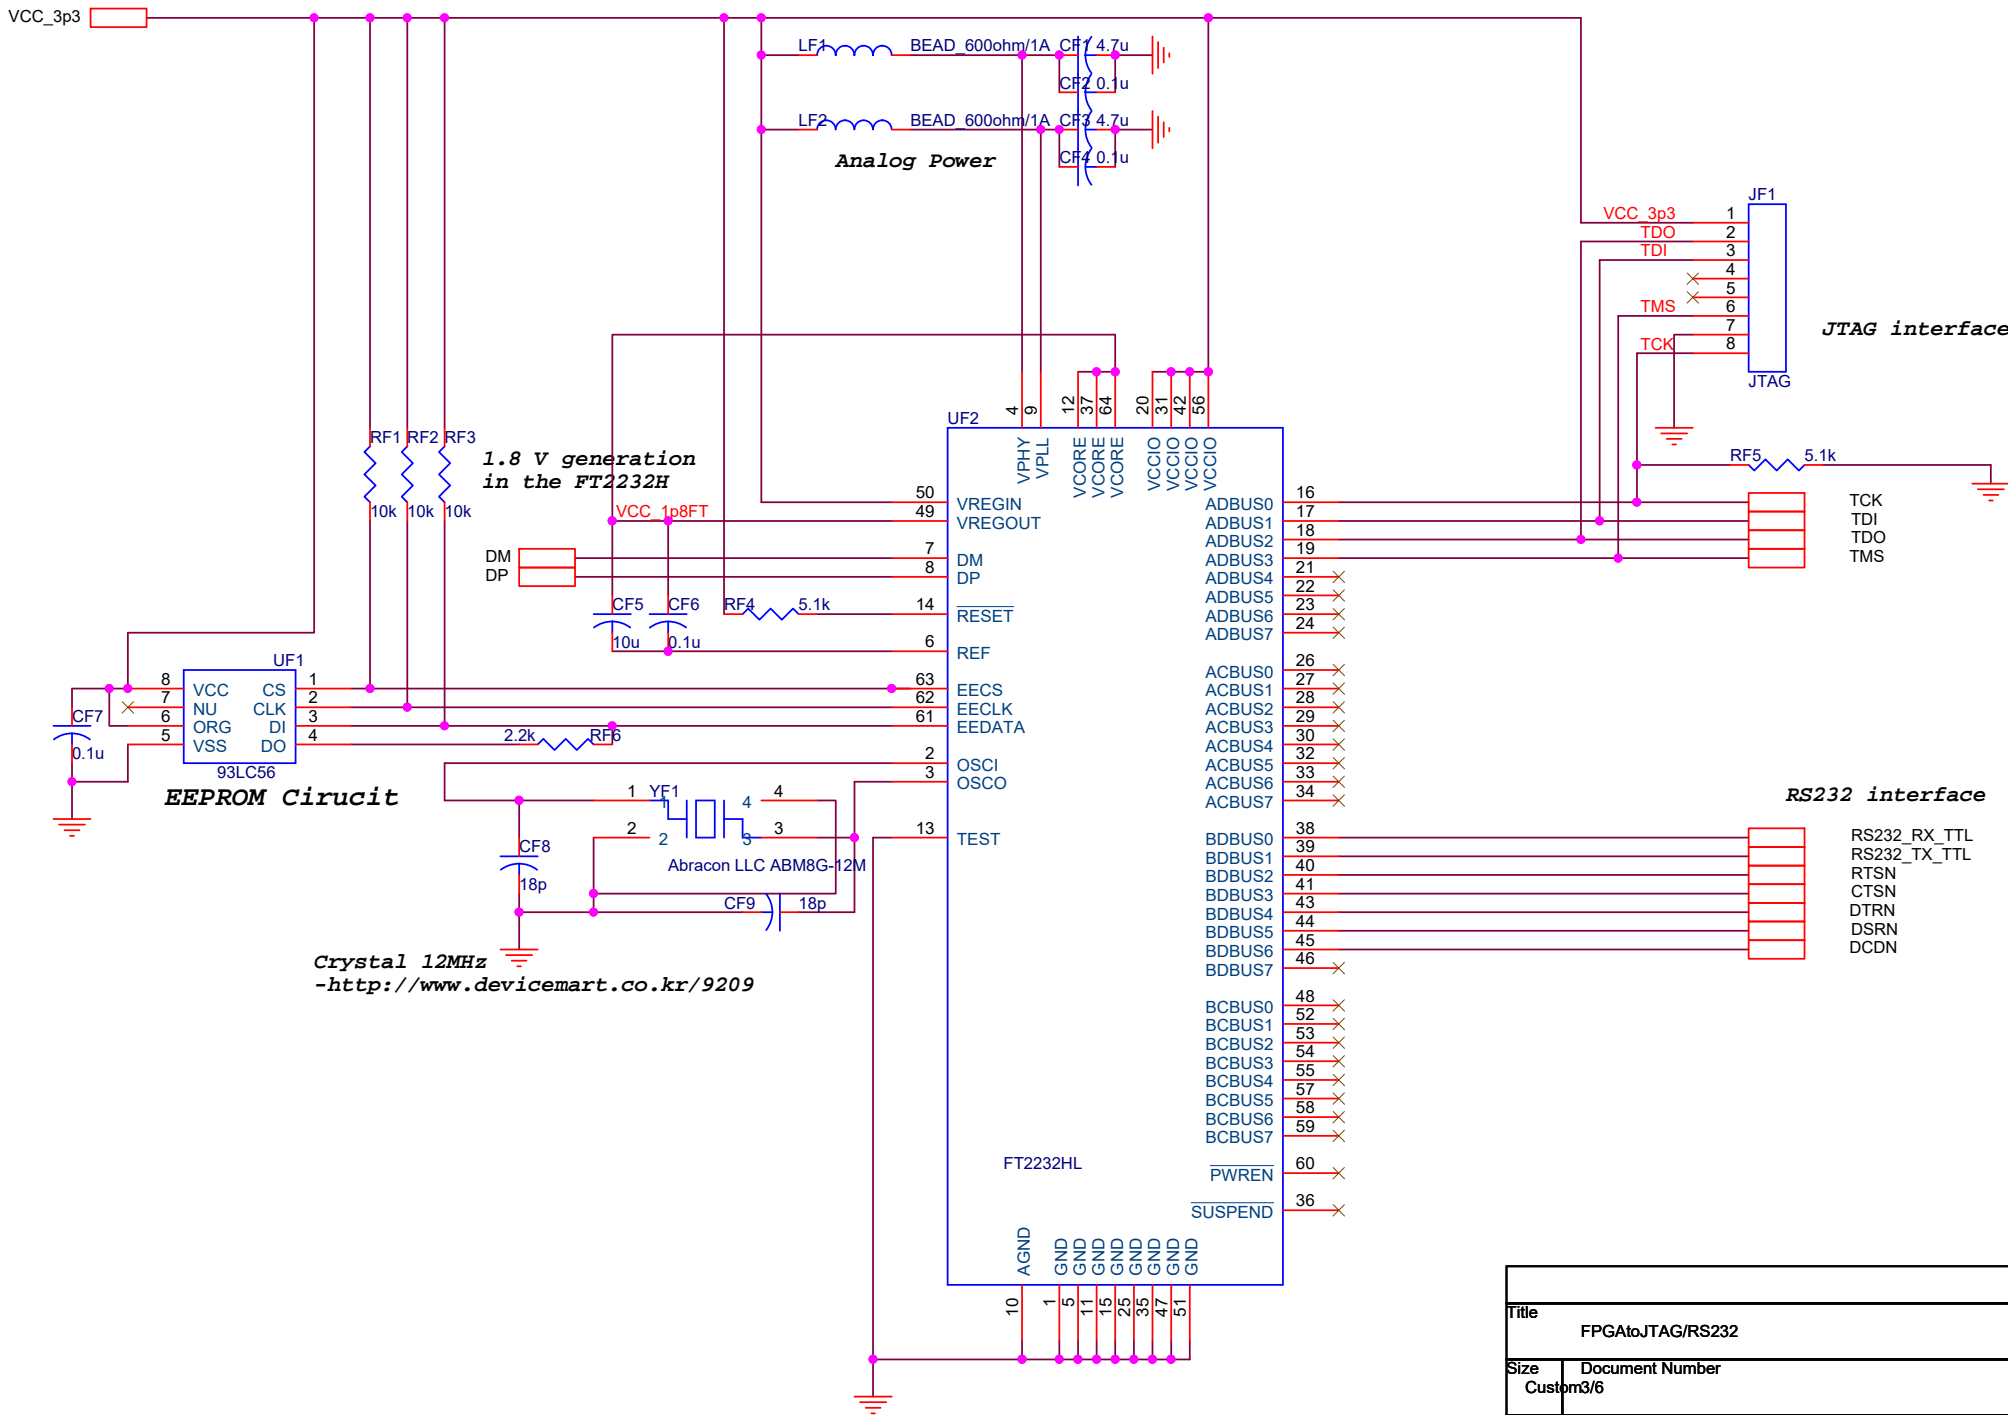 VCC_3p3
LF1 BEAD_600ohm/1A CF1 4.7u
CF2 0.1u
LF2 BEAD_600ohm/1A CF3 4.7u
CF4 0.1u
Analog Power
JF1
VCC_3p3 1
TDO 2
TDI 3
4
5
TMS 6
7
TCK 8
JTAG
JTAG interface
RF1 RF2 RF3
10k 10k 10k
1.8 V generation
in the FT2232H
VCC_1p8FT
UF2
4 9 12 37 64 20 31 42 56
VPHY VPLL VCORE VCORE VCORE VCCIO VCCIO VCCIO VCCIO
50 VREGIN
49 VREGOUT
DM 7 DM
DP 8 DP
CF5 10u
CF6 0.1u
RF4 5.1k 14 RESET
6 REF
63 EECS
62 EECLK
61 EEDATA
2 OSCI
3 OSCO
13 TEST
UF1
8 VCC CS 1
7 NU CLK 2
6 ORG DI 3
5 VSS DO 4
93LC56
CF7
0.1u
2.2k RF6
EEPROM Cirucit
1 YF1 1 4 4
2 2 3 3
Abracon LLC ABM8G-12M
CF8
18p
CF9 18p
Crystal 12MHz
-http://www.devicemart.co.kr/9209
RF5 5.1k
ADBUS0 16 TCK
ADBUS1 17 TDI
ADBUS2 18 TDO
ADBUS3 19 TMS
ADBUS4 21
ADBUS5 22
ADBUS6 23
ADBUS7 24
ACBUS0 26
ACBUS1 27
ACBUS2 28
ACBUS3 29
ACBUS4 30
ACBUS5 32
ACBUS6 33
ACBUS7 34
RS232 interface
BDBUS0 38 RS232_RX_TTL
BDBUS1 39 RS232_TX_TTL
BDBUS2 40 RTSN
BDBUS3 41 CTSN
BDBUS4 43 DTRN
BDBUS5 44 DSRN
BDBUS6 45 DCDN
BDBUS7 46
BCBUS0 48
BCBUS1 52
BCBUS2 53
BCBUS3 54
BCBUS4 55
BCBUS5 57
BCBUS6 58
BCBUS7 59
FT2232HL
PWREN 60
SUSPEND 36
AGND GND GND GND GND GND GND GND GND
10 1 5 11 15 25 35 47 51
Title
FPGAtoJTAG/RS232
Size Document Number
Custom 3/6